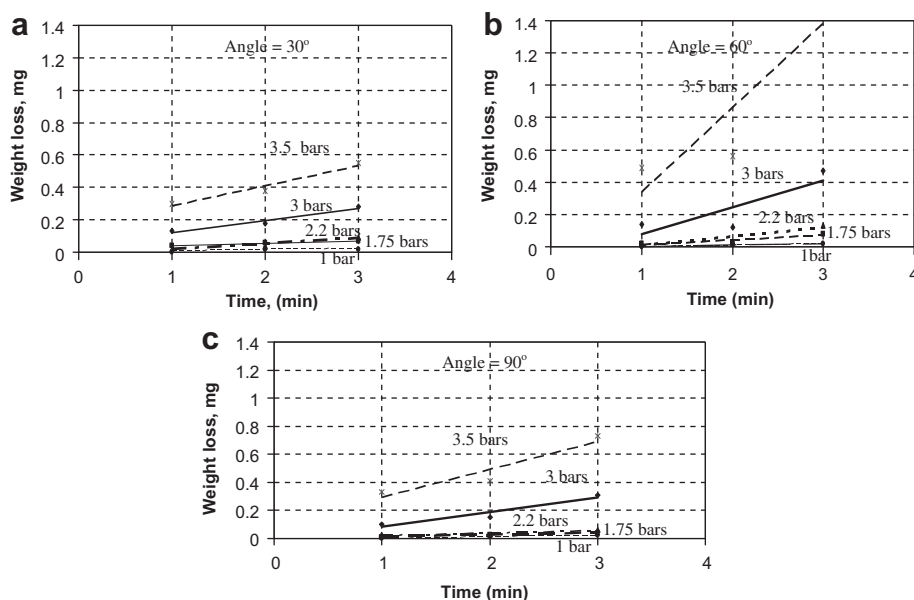 a
Angle = 30°
Weight loss, mg
1.4
1.2
1
0.8
0.6
0.4
0.2
0
3.5 bars
3 bars
2.2 bars
1.75 bars
1 bar
0 1 2 3 4
Time, (min)
b
Angle = 60°
Weight loss, mg
1.4
1.2
1
0.8
0.6
0.4
0.2
0
3.5 bars
3 bars
2.2 bars
1.75 bars
1bar
0 1 2 3 4
Time (min)
c
Angle = 90°
Weight loss, mg
1.4
1.2
1
0.8
0.6
0.4
0.2
0
3.5 bars
3 bars
2.2 bars
1.75 bars
1 bar
0 1 2 3 4
Time (min)